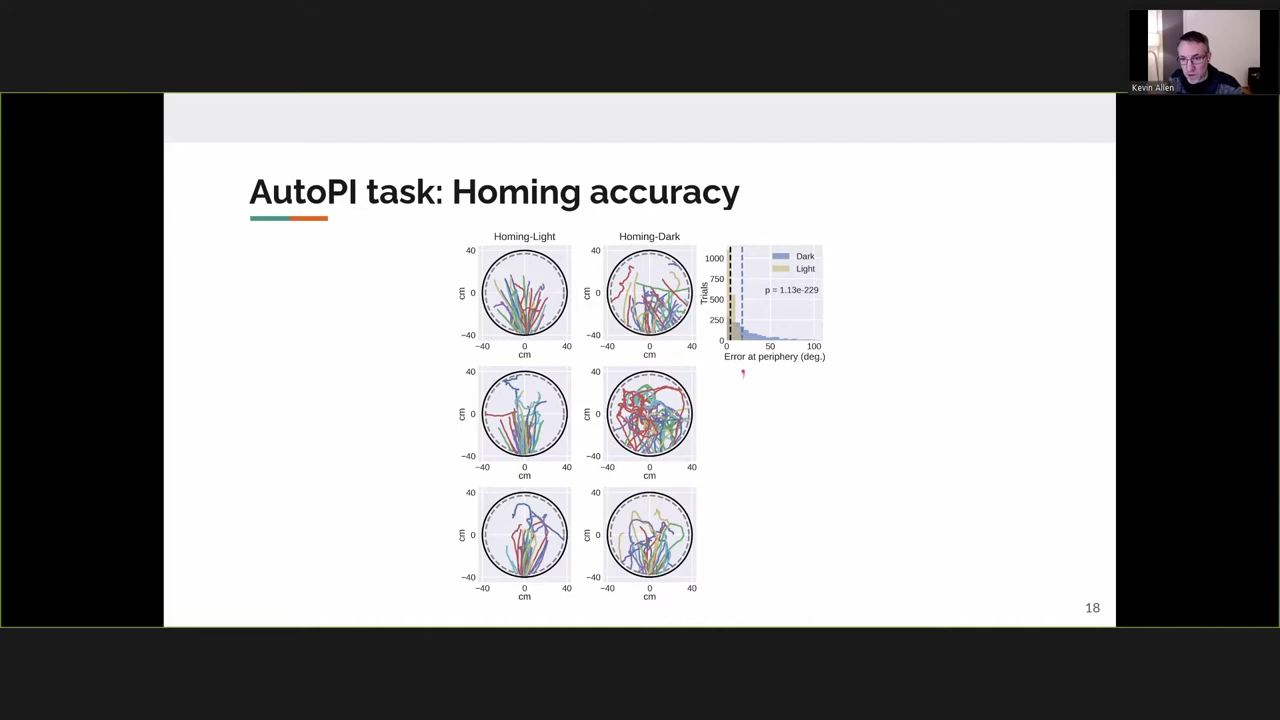 Kevin Allen
AutoPI task: Homing accuracy
Homing-Light
Homing-Dark
40
0
−40
cm
−40
0
40
cm
40
0
−40
cm
−40
0
40
cm
1000
750
500
250
0
Trials
Dark
Light
p = 1.13e-229
0
50
100
Error at periphery (deg.)
40
0
−40
cm
−40
0
40
cm
40
0
−40
cm
−40
0
40
cm
40
0
−40
cm
−40
0
40
cm
40
0
−40
cm
−40
0
40
cm
18